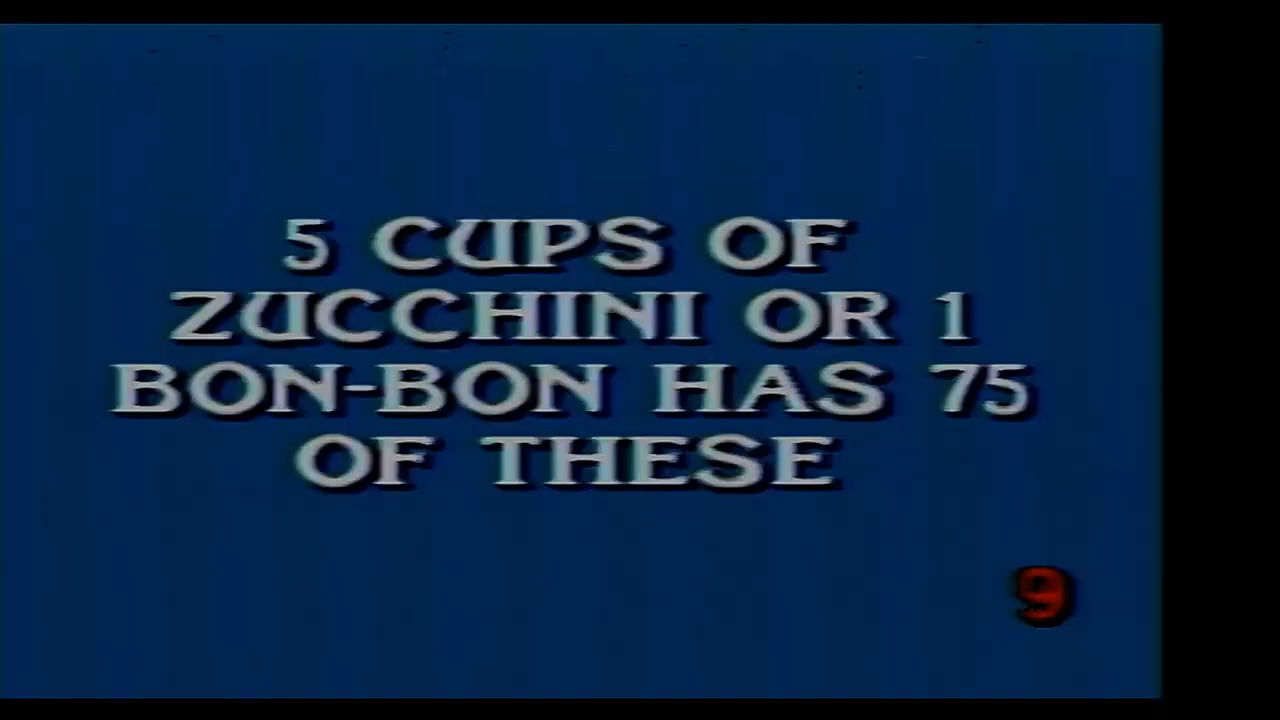 5 CUPS OF
ZUCCHINI OR 1
BON-BON HAS 75
OF THESE
9